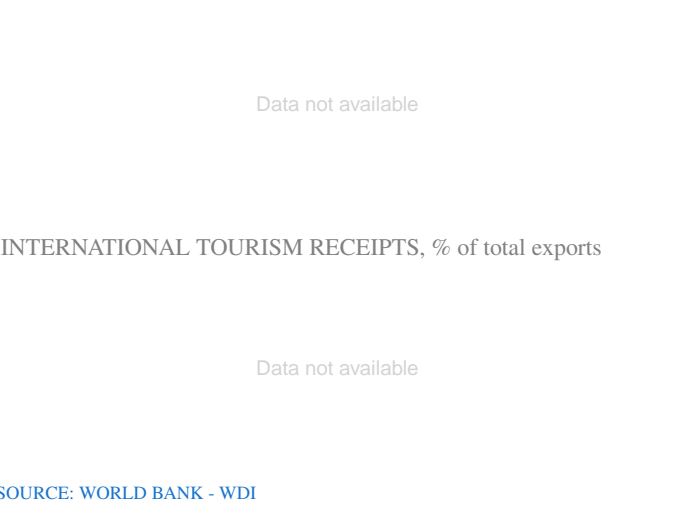 Data not available
INTERNATIONAL TOURISM RECEIPTS, % of total exports
Data not available
SOURCE: WORLD BANK - WDI